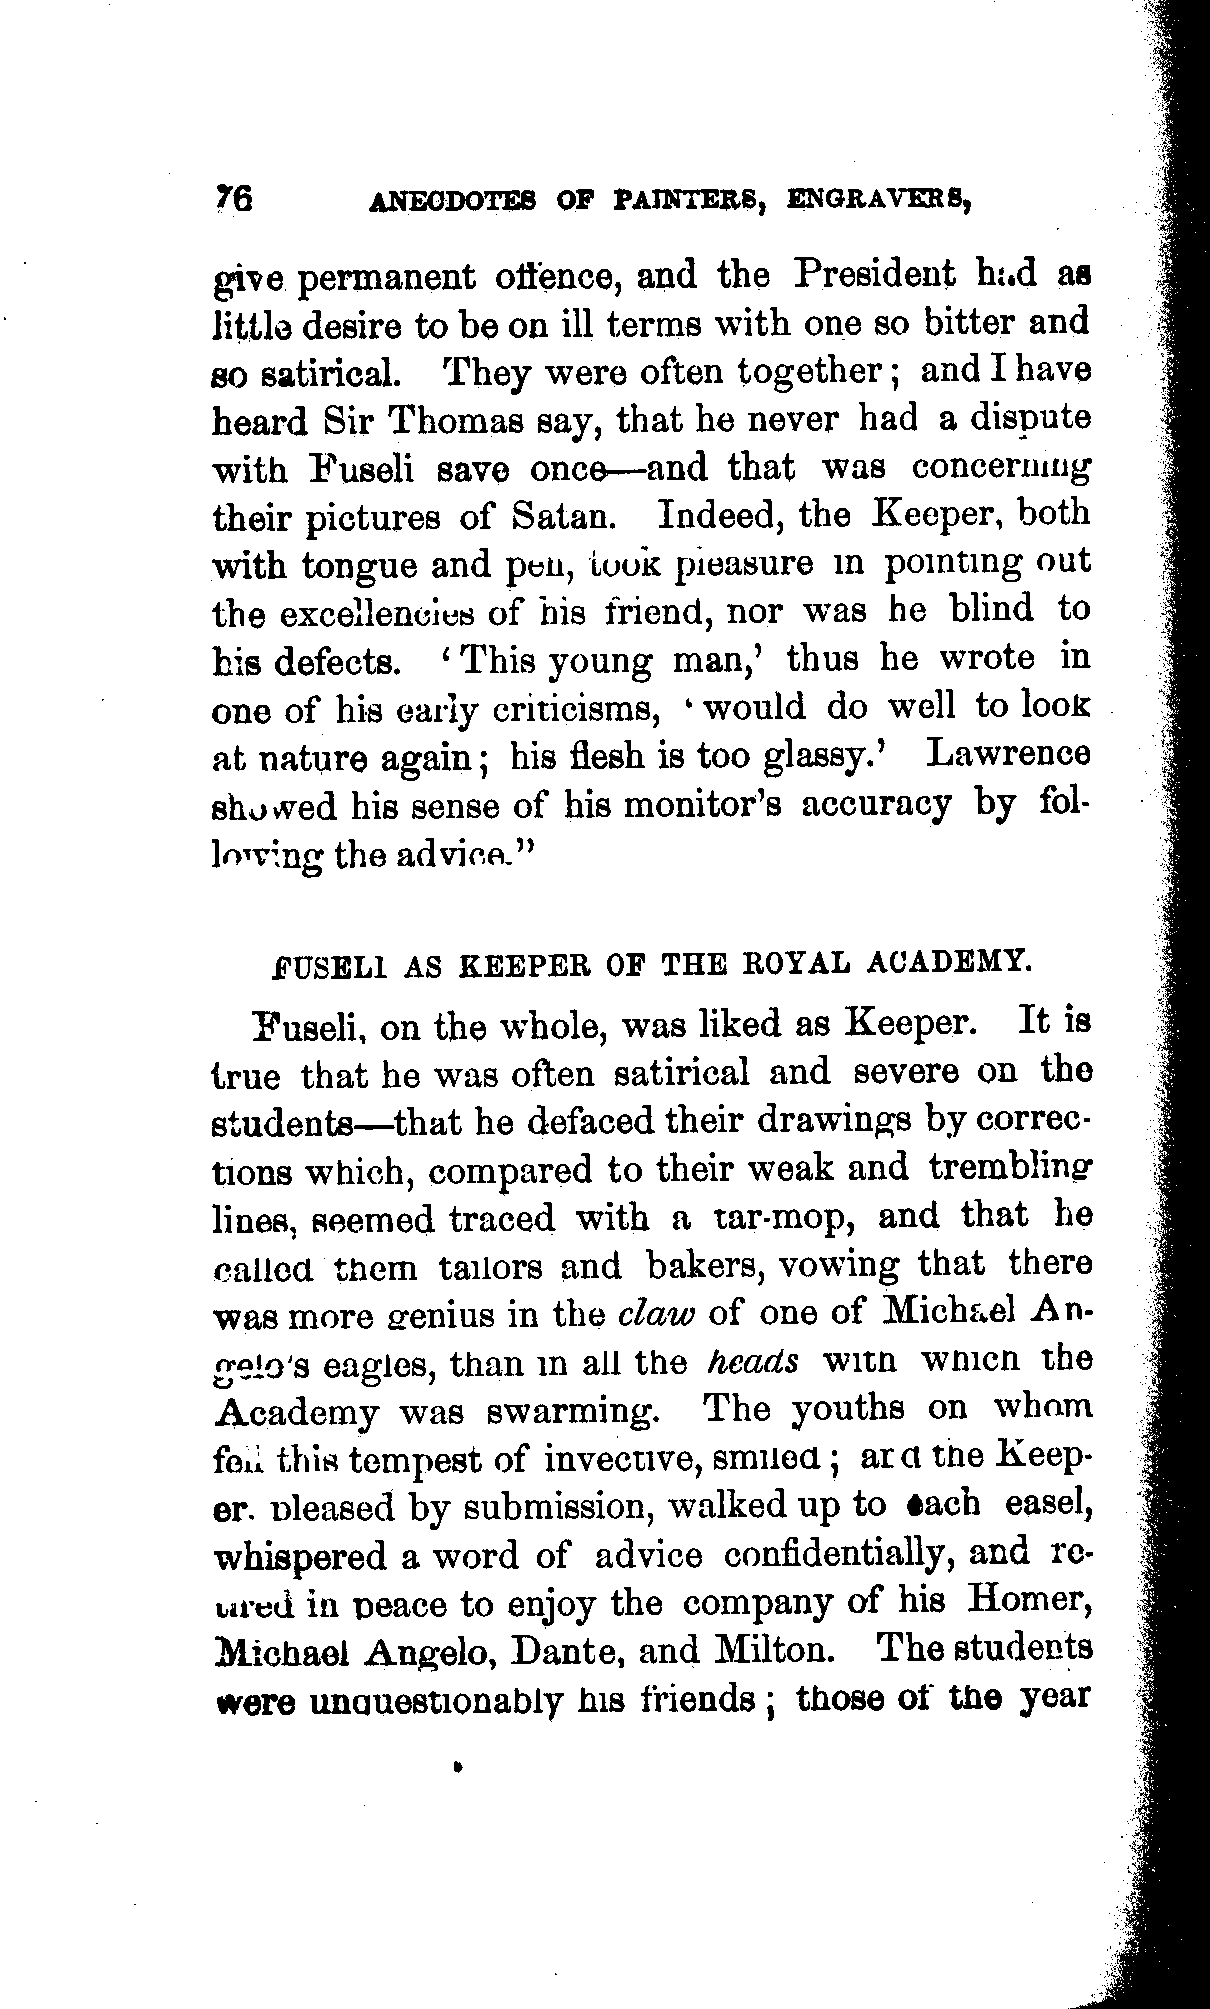 76 ANECDOTES OF PAINTERS, ENGRAVERS,
give permanent offence, and the President had as
little desire to be on ill terms with one so bitter and
so satirical. They were often together; and I have
heard Sir Thomas say, that he never had a dispute
with Fuseli save once—and that was concerning
their pictures of Satan. Indeed, the Keeper, both
with tongue and pen, took pleasure in pointing out
the excellencies of his friend, nor was he blind to
his defects. ‘This young man,’ thus he wrote in
one of his early criticisms, ‘would do well to look
at nature again; his flesh is too glassy.’ Lawrence
showed his sense of his monitor's accuracy by fol-
lowing the advice.”
FUSELI AS KEEPER OF THE ROYAL ACADEMY.
Fuseli, on the whole, was liked as Keeper. It is
true that he was often satirical and severe on the
students—that he defaced their drawings by correc-
tions which, compared to their weak and trembling
lines, seemed traced with a tar-mop, and that he
called them tailors and bakers, vowing that there
was more genius in the claw of one of Michael An-
gelo's eagles, than in all the heads with which the
Academy was swarming. The youths on whom
fell this tempest of invective, smiled; and the Keep-
er, pleased by submission, walked up to each easel,
whispered a word of advice confidentially, and re-
tired in peace to enjoy the company of his Homer,
Michael Angelo, Dante, and Milton. The students
were unquestionably his friends; those of the year